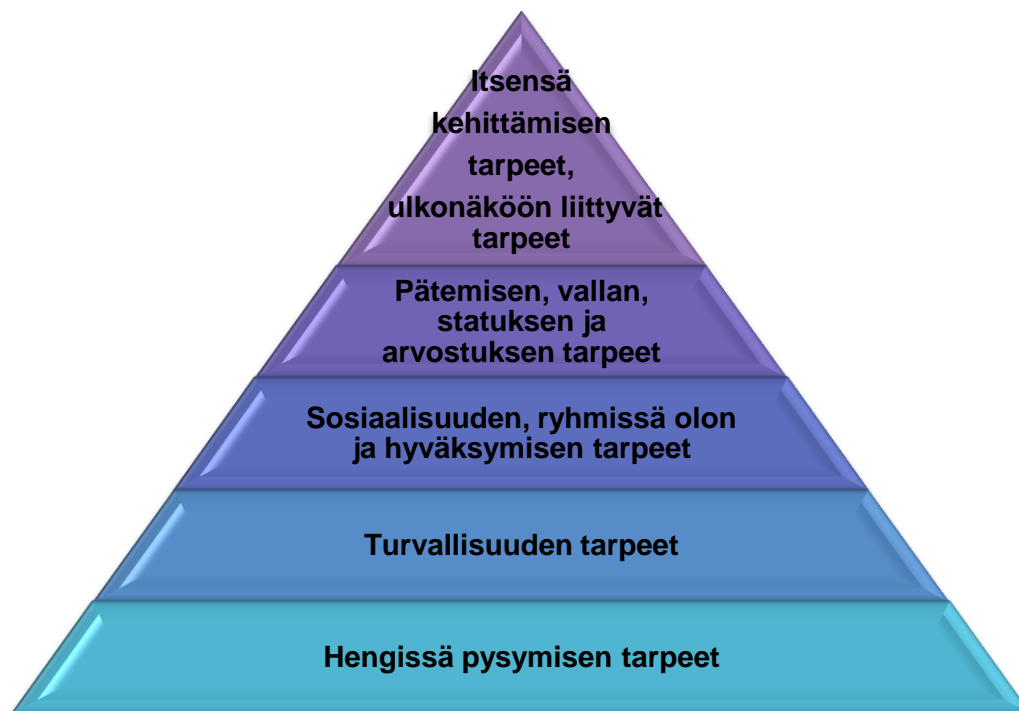 Itsensä
kehittämisen
tarpeet,
ulkonäköön liittyvät
tarpeet
Pätemisen, vallan,
statuksen ja
arvostuksen tarpeet
Sosiaalisuuden, ryhmissä olon
ja hyväksymisen tarpeet
Turvallisuuden tarpeet
Hengissä pysymisen tarpeet